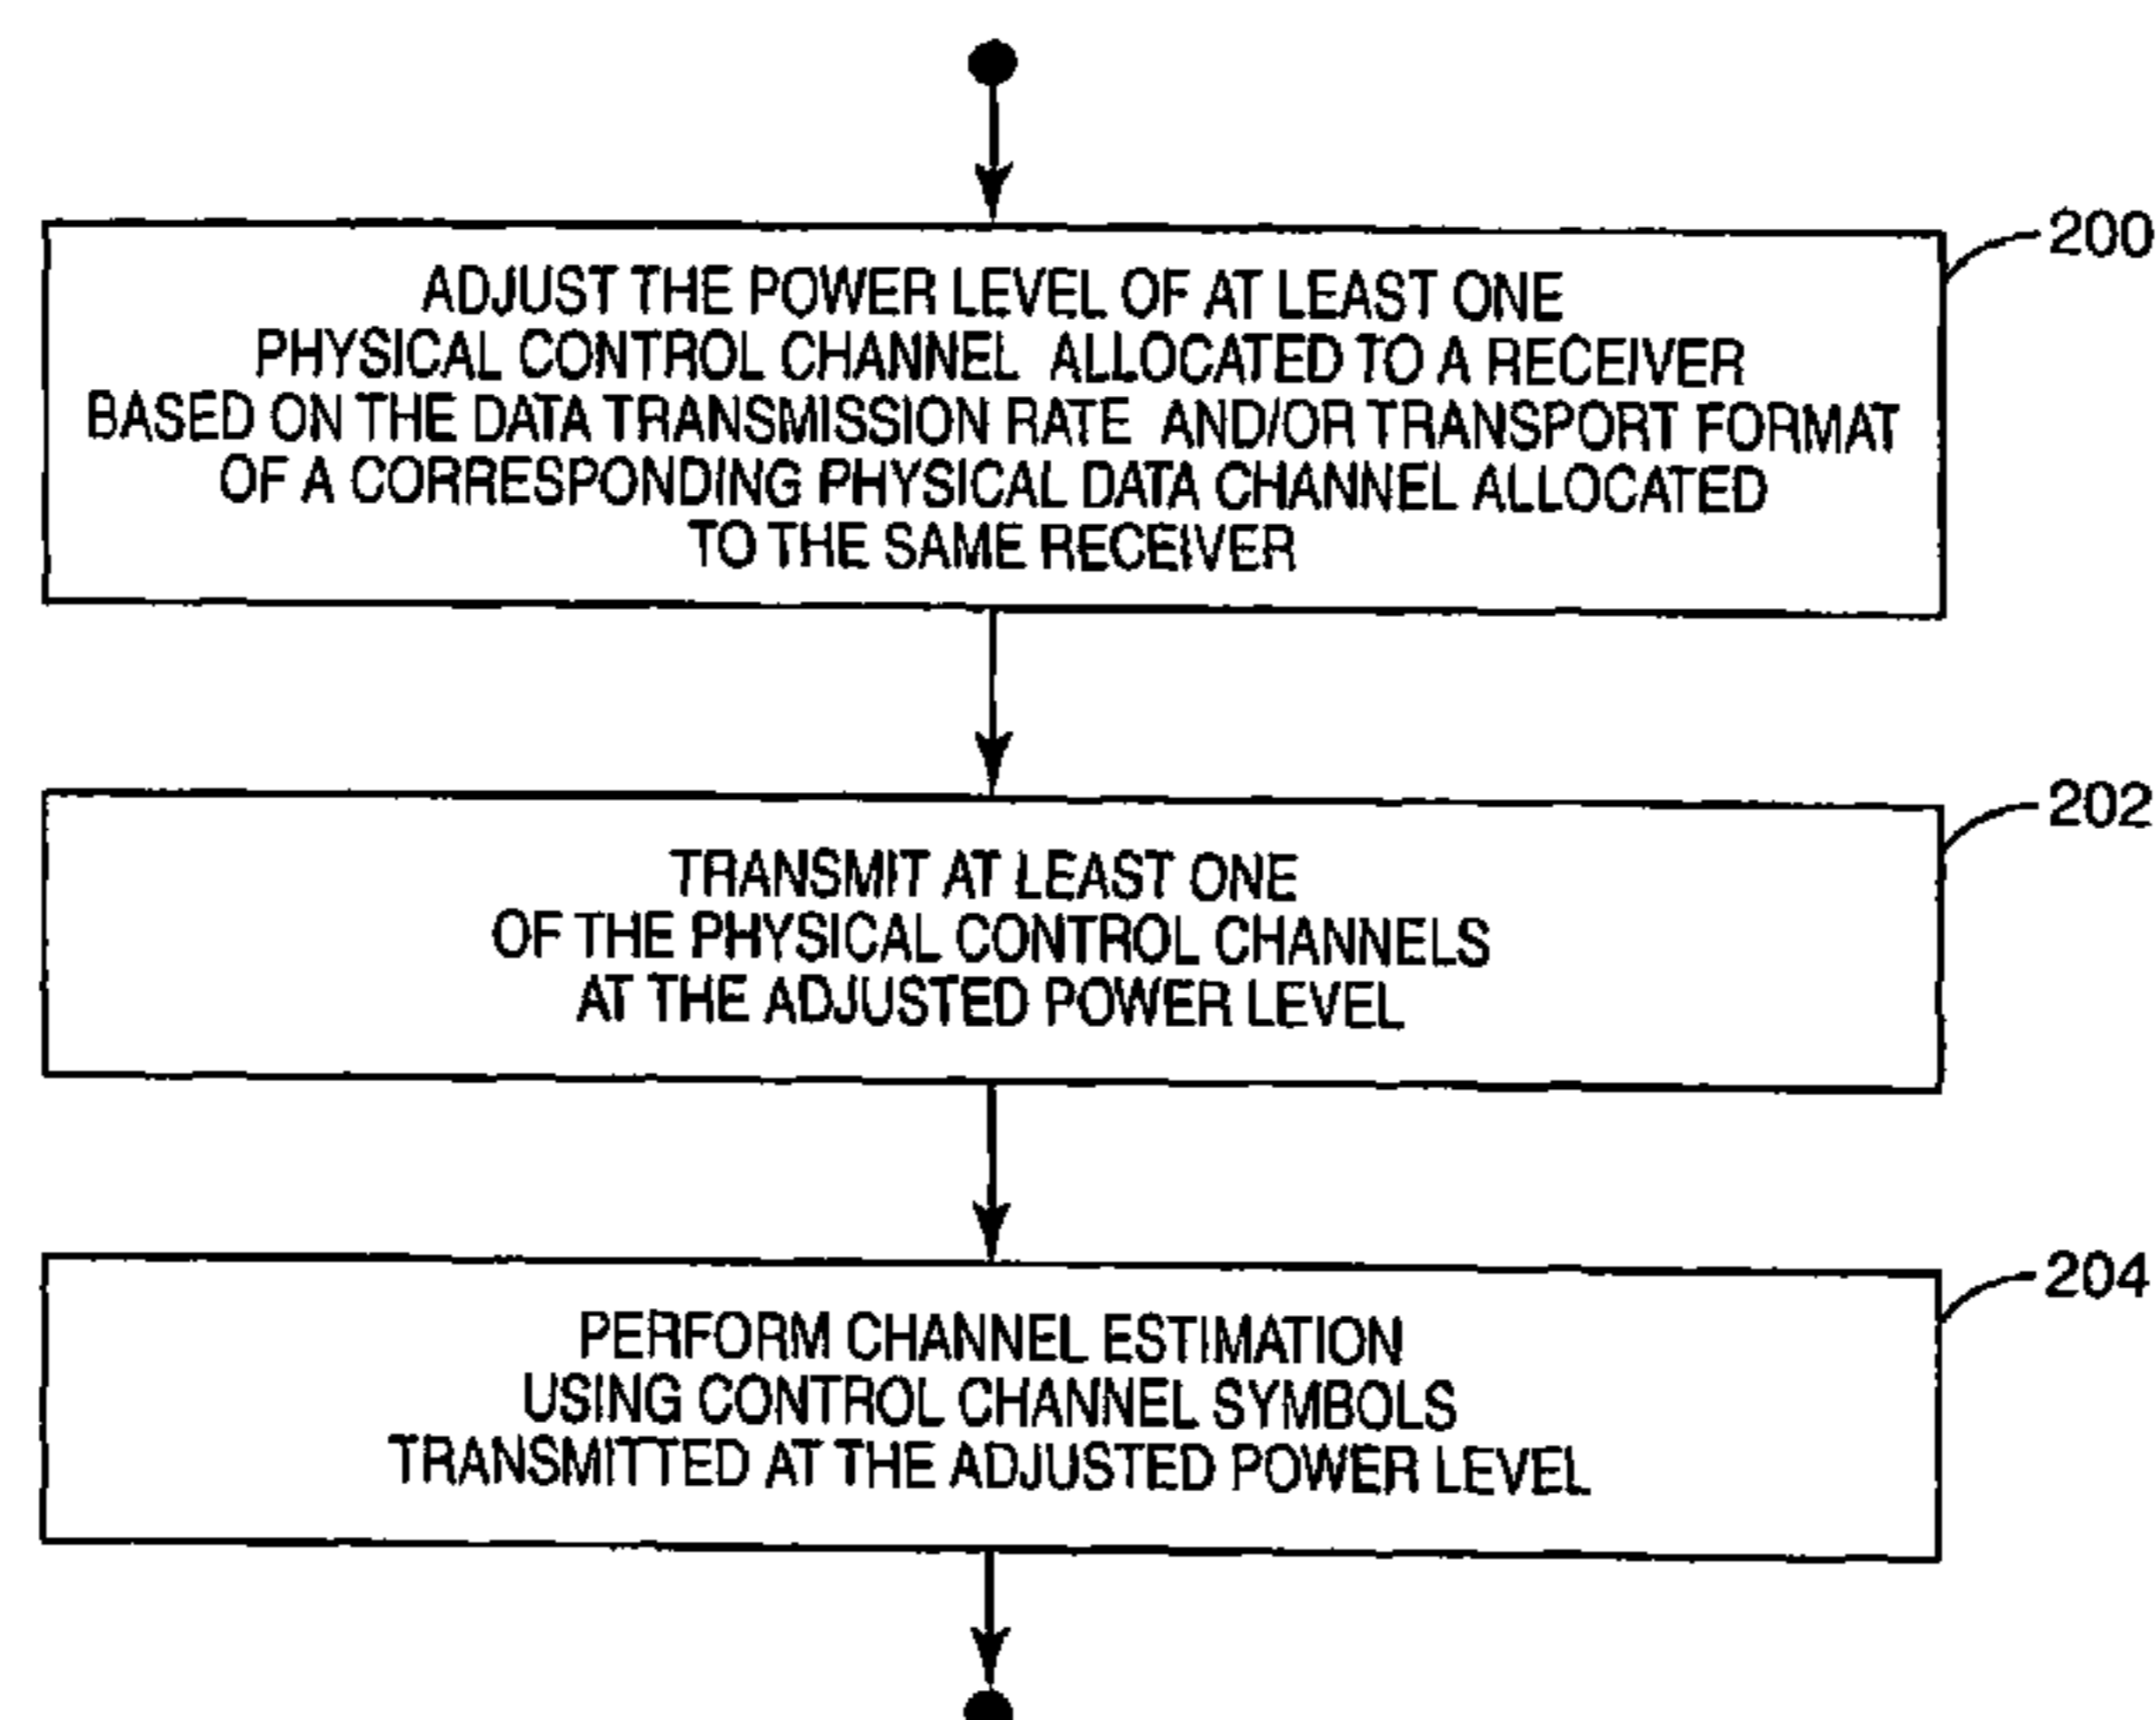 200
ADJUST THE POWER LEVEL OF AT LEAST ONE
PHYSICAL CONTROL CHANNEL ALLOCATED TO A RECEIVER
BASED ON THE DATA TRANSMISSION RATE AND/OR TRANSPORT FORMAT
OF A CORRESPONDING PHYSICAL DATA CHANNEL ALLOCATED
TO THE SAME RECEIVER
202
TRANSMIT AT LEAST ONE
OF THE PHYSICAL CONTROL CHANNELS
AT THE ADJUSTED POWER LEVEL
204
PERFORM CHANNEL ESTIMATION
USING CONTROL CHANNEL SYMBOLS
TRANSMITTED AT THE ADJUSTED POWER LEVEL